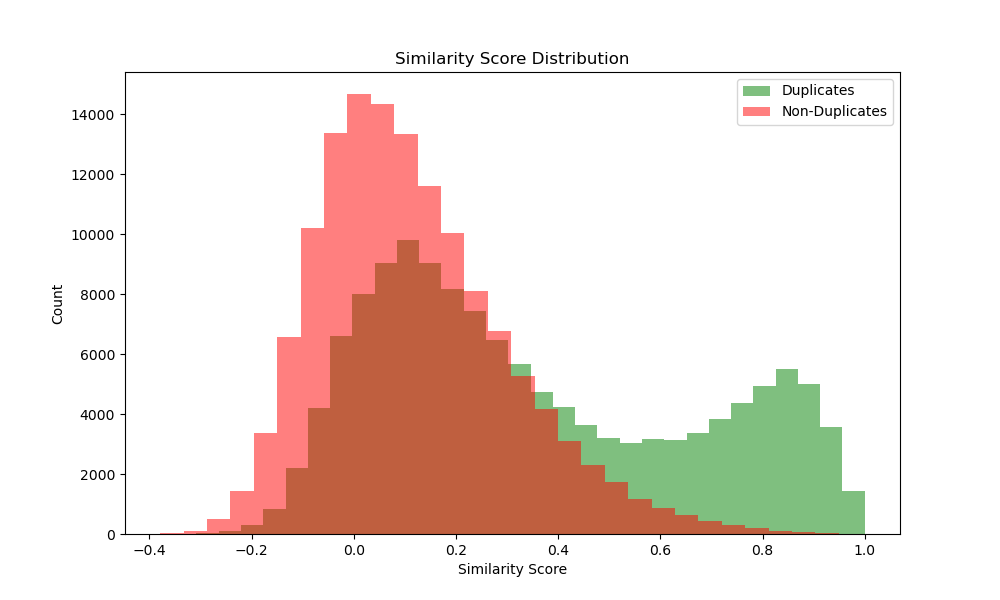 Similarity Score Distribution
Duplicates
Non-Duplicates
Count
14000
12000
10000
8000
6000
4000
2000
0
−0.4 −0.2 0.0 0.2 0.4 0.6 0.8 1.0
Similarity Score